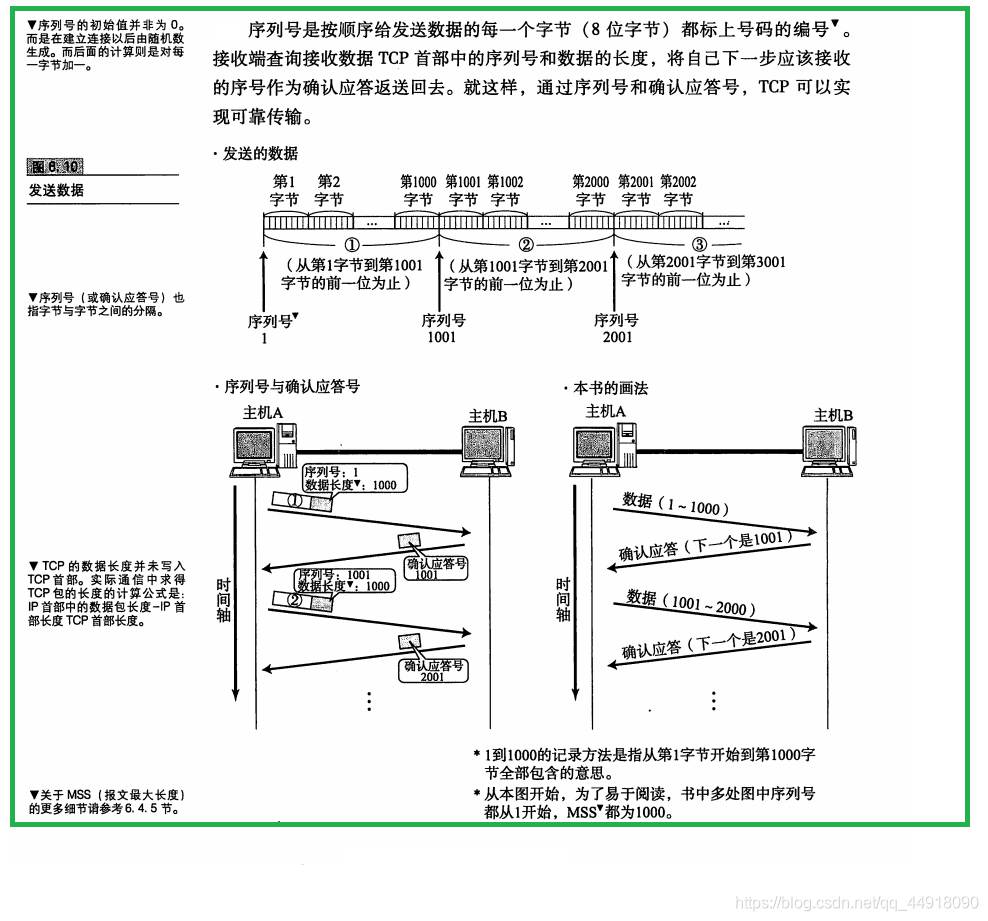 ▼序列号的初始值并非为0。
而是在建立连接以后由随机数
生成。而后面的计算则是对每
一字节加一。
序列号是按顺序给发送数据的每一个字节（8 位字节）都标上号码的编号▼。
接收端查询接收数据 TCP 首部中的序列号和数据的长度，将自己下一步应该接收
的序号作为确认应答返送回去。就这样，通过序列号和确认应答号，TCP 可以实
现可靠传输。
图 6.10
发送数据
・发送的数据
第1 第2 第1000 第1001 第1002 第2000 第2001 第2002
字节 字节 字节 字节 字节 字节 字节 字节
… … …
① ② ③
（从第1字节到第1001
字节的前一位为止）
（从第1001字节到第2001
字节的前一位为止）
（从第2001字节到第3001
字节的前一位为止）
▼序列号（或确认应答号）也
指字节与字节之间的分隔。
序列号▼
1
序列号
1001
序列号
2001
・序列号与确认应答号
主机A
主机B
序列号：1
数据长度▼：1000
①
确认应答号
1001
序列号：1001
数据长度▼：1000
②
确认应答号
2001
时间轴
⋮
・本书的画法
主机A
主机B
数据（1～1000）
确认应答（下一个是1001）
数据（1001～2000）
确认应答（下一个是2001）
时间轴
⋮
▼ TCP 的数据长度并未写入
TCP首部。实际通信中求得
TCP包的长度的计算公式是：
IP首部中的数据包长度-IP首
部长度 TCP首部长度。
* 1到1000的记录方法是指从第1字节开始到第1000字
节全部包含的意思。
* 从本图开始，为了易于阅读，书中多处图中序列号
都从1开始，MSS▼都为1000。
▼关于 MSS（报文最大长度）
的更多细节请参考6.4.5节。
https://blog.csdn.net/qq_44918090